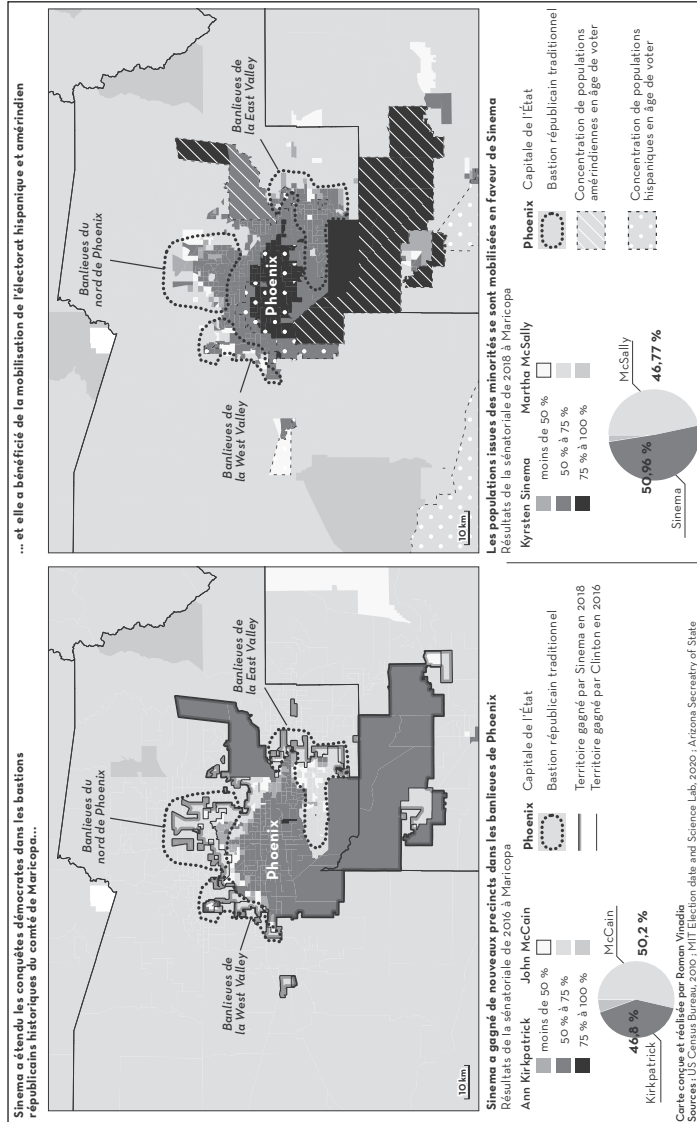 Sinema a étendu les conquêtes démocrates dans les bastions
républicains historiques du comté de Maricopa...
Banlieues du
nord de Phoenix
Banlieues de
la West Valley
Banlieues de
la East Valley
Phoenix
10 km
Sinema a gagné de nouveaux precincts dans les banlieues de Phoenix
Résultats de la sénatoriale de 2016 à Maricopa
Ann Kirkpatrick
John McCain
moins de 50 %
50 % à 75 %
75 % à 100 %
Phoenix
Capitale de l'État
Bastion républicain traditionnel
Territoire gagné par Sinema en 2018
Territoire gagné par Clinton en 2016
McCain
50,2 %
46,8 %
Kirkpatrick
Carte conçue et réalisée par Roman Vinadia
Sources : US Census Bureau, 2010 ; MIT Election date and Science Lab, 2020 ; Arizona Secreatry of State
... et elle a bénéficié de la mobilisation de l'électorat hispanique et amérindien
Banlieues du
nord de Phoenix
Banlieues de
la West Valley
Banlieues de
la East Valley
Phoenix
10 km
Les populations issues des minorités se sont mobilisées en faveur de Sinema
Résultats de la sénatoriale de 2018 à Maricopa
Kyrsten Sinema
Martha McSally
moins de 50 %
50 % à 75 %
75 % à 100 %
Phoenix
Capitale de l'État
Bastion républicain traditionnel
Concentration de populations
amérindiennes en âge de voter
Concentration de populations
hispaniques en âge de voter
McSally
46,77 %
50,96 %
Sinema